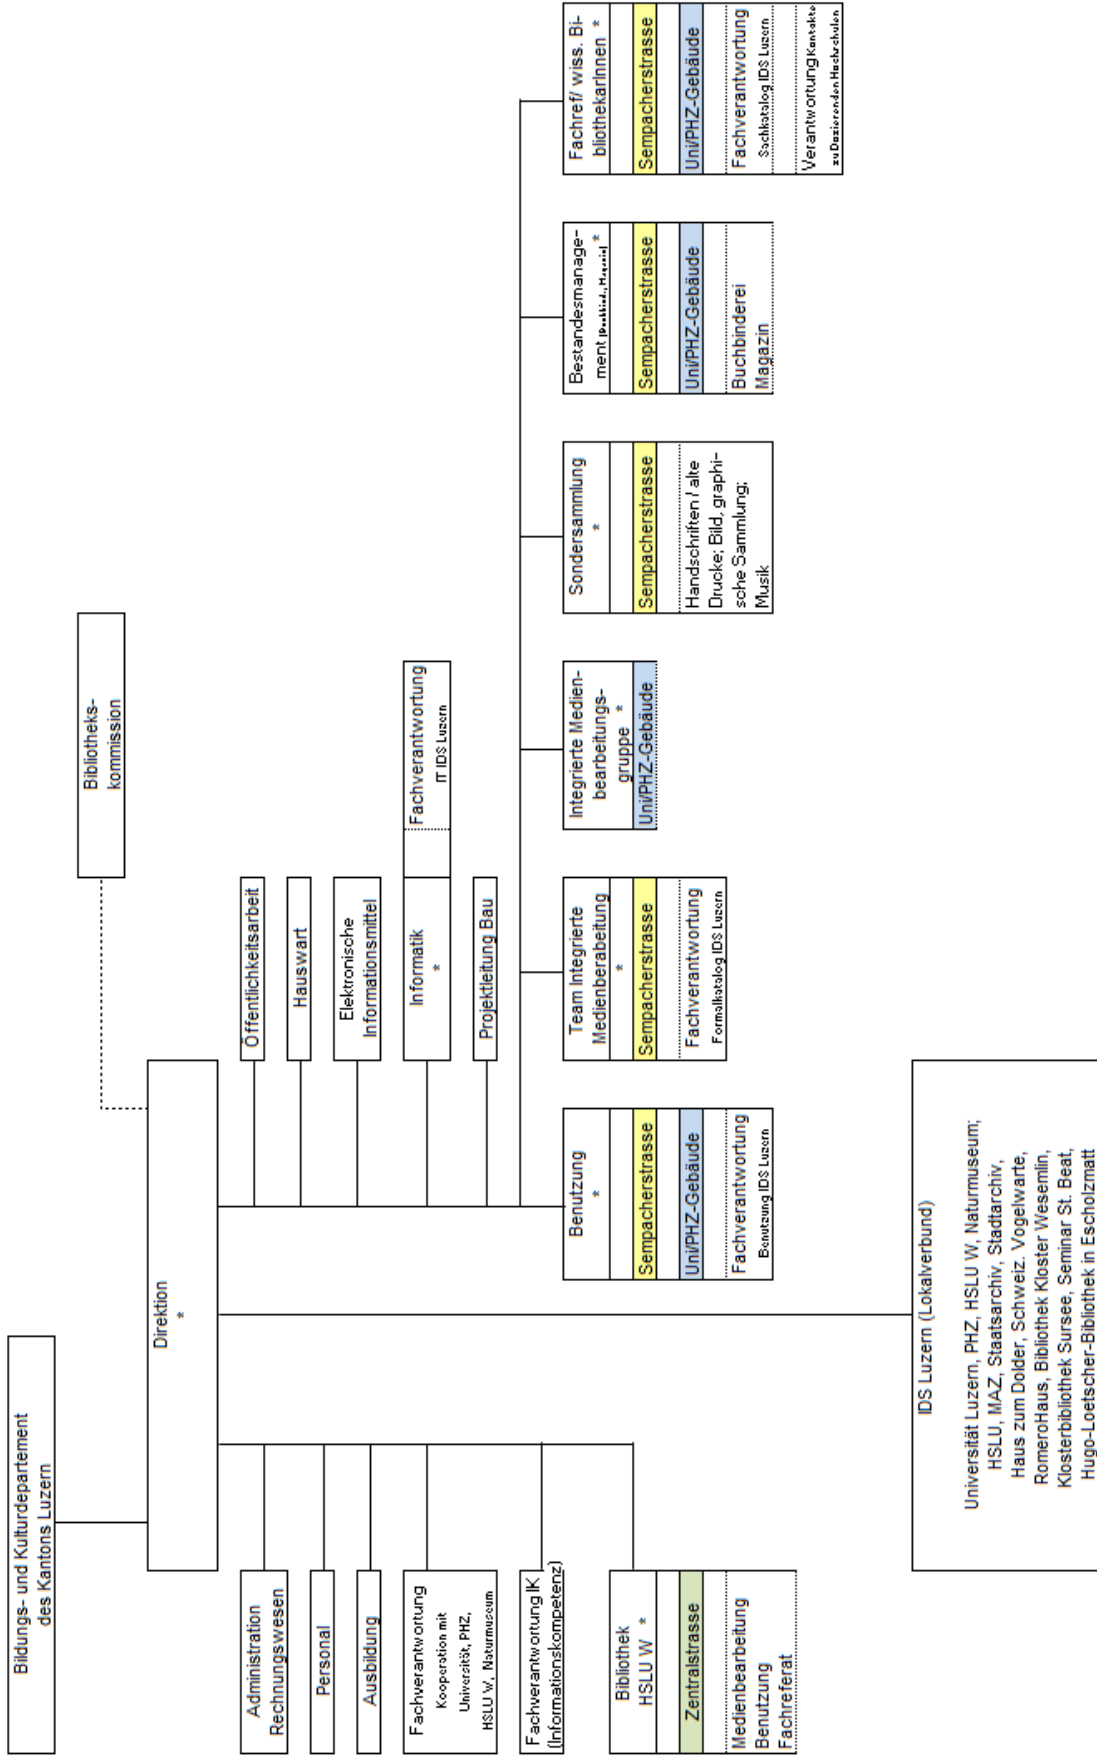 Bildungs- und Kulturdepartement
des Kantons Luzern
Bibliotheks-
kommission
Direktion
*
Administration
Rechnungswesen
Personal
Ausbildung
Fachverantwortung
Kooperation mit
Universität, PHZ,
HSLU W, Naturmuseum
Fachverantwortung IK
(Informationskompetenz)
Bibliothek
HSLU W *
Zentralstrasse
Medienbearbeitung
Benutzung
Fachreferat
Öffentlichkeitsarbeit
Hauswart
Elektronische
Informationsmittel
Informatik
*
Fachverantwortung
IT IDS Luzern
Projektleitung Bau
Benutzung
*
Sempacherstrasse
Uni/PHZ-Gebäude
Fachverantwortung
Benutzung IDS Luzern
Team Integrierte
Medienberabeitung
*
Sempacherstrasse
Fachverantwortung
Formalkatalog IDS Luzern
Integrierte Medien-
bearbeitungs-
gruppe *
Uni/PHZ-Gebäude
Sondersammlung
*
Sempacherstrasse
Handschriften / alte
Drucke; Bild, graphi-
sche Sammlung;
Musik
Bestandesmanage-
ment (Buchbind., Magazin) *
Sempacherstrasse
Uni/PHZ-Gebäude
Buchbinderei
Magazin
Fachref/ wiss. Bi-
bliothekarInnen *
Sempacherstrasse
Uni/PHZ-Gebäude
Fachverantwortung
Sachkatalog IDS Luzern
Verantwortung Kontakte
zu Dozierenden Hochschulen
IDS Luzern (Lokalverbund)
Universität Luzern, PHZ, HSLU W, Naturmuseum;
HSLU, MAZ, Staatsarchiv, Stadtarchiv,
Haus zum Dolder, Schweiz. Vogelwarte,
RomeroHaus, Bibliothek Kloster Wesemlin,
Klosterbibliothek Sursee, Seminar St. Beat,
Hugo-Loetscher-Bibliothek in Escholzmatt